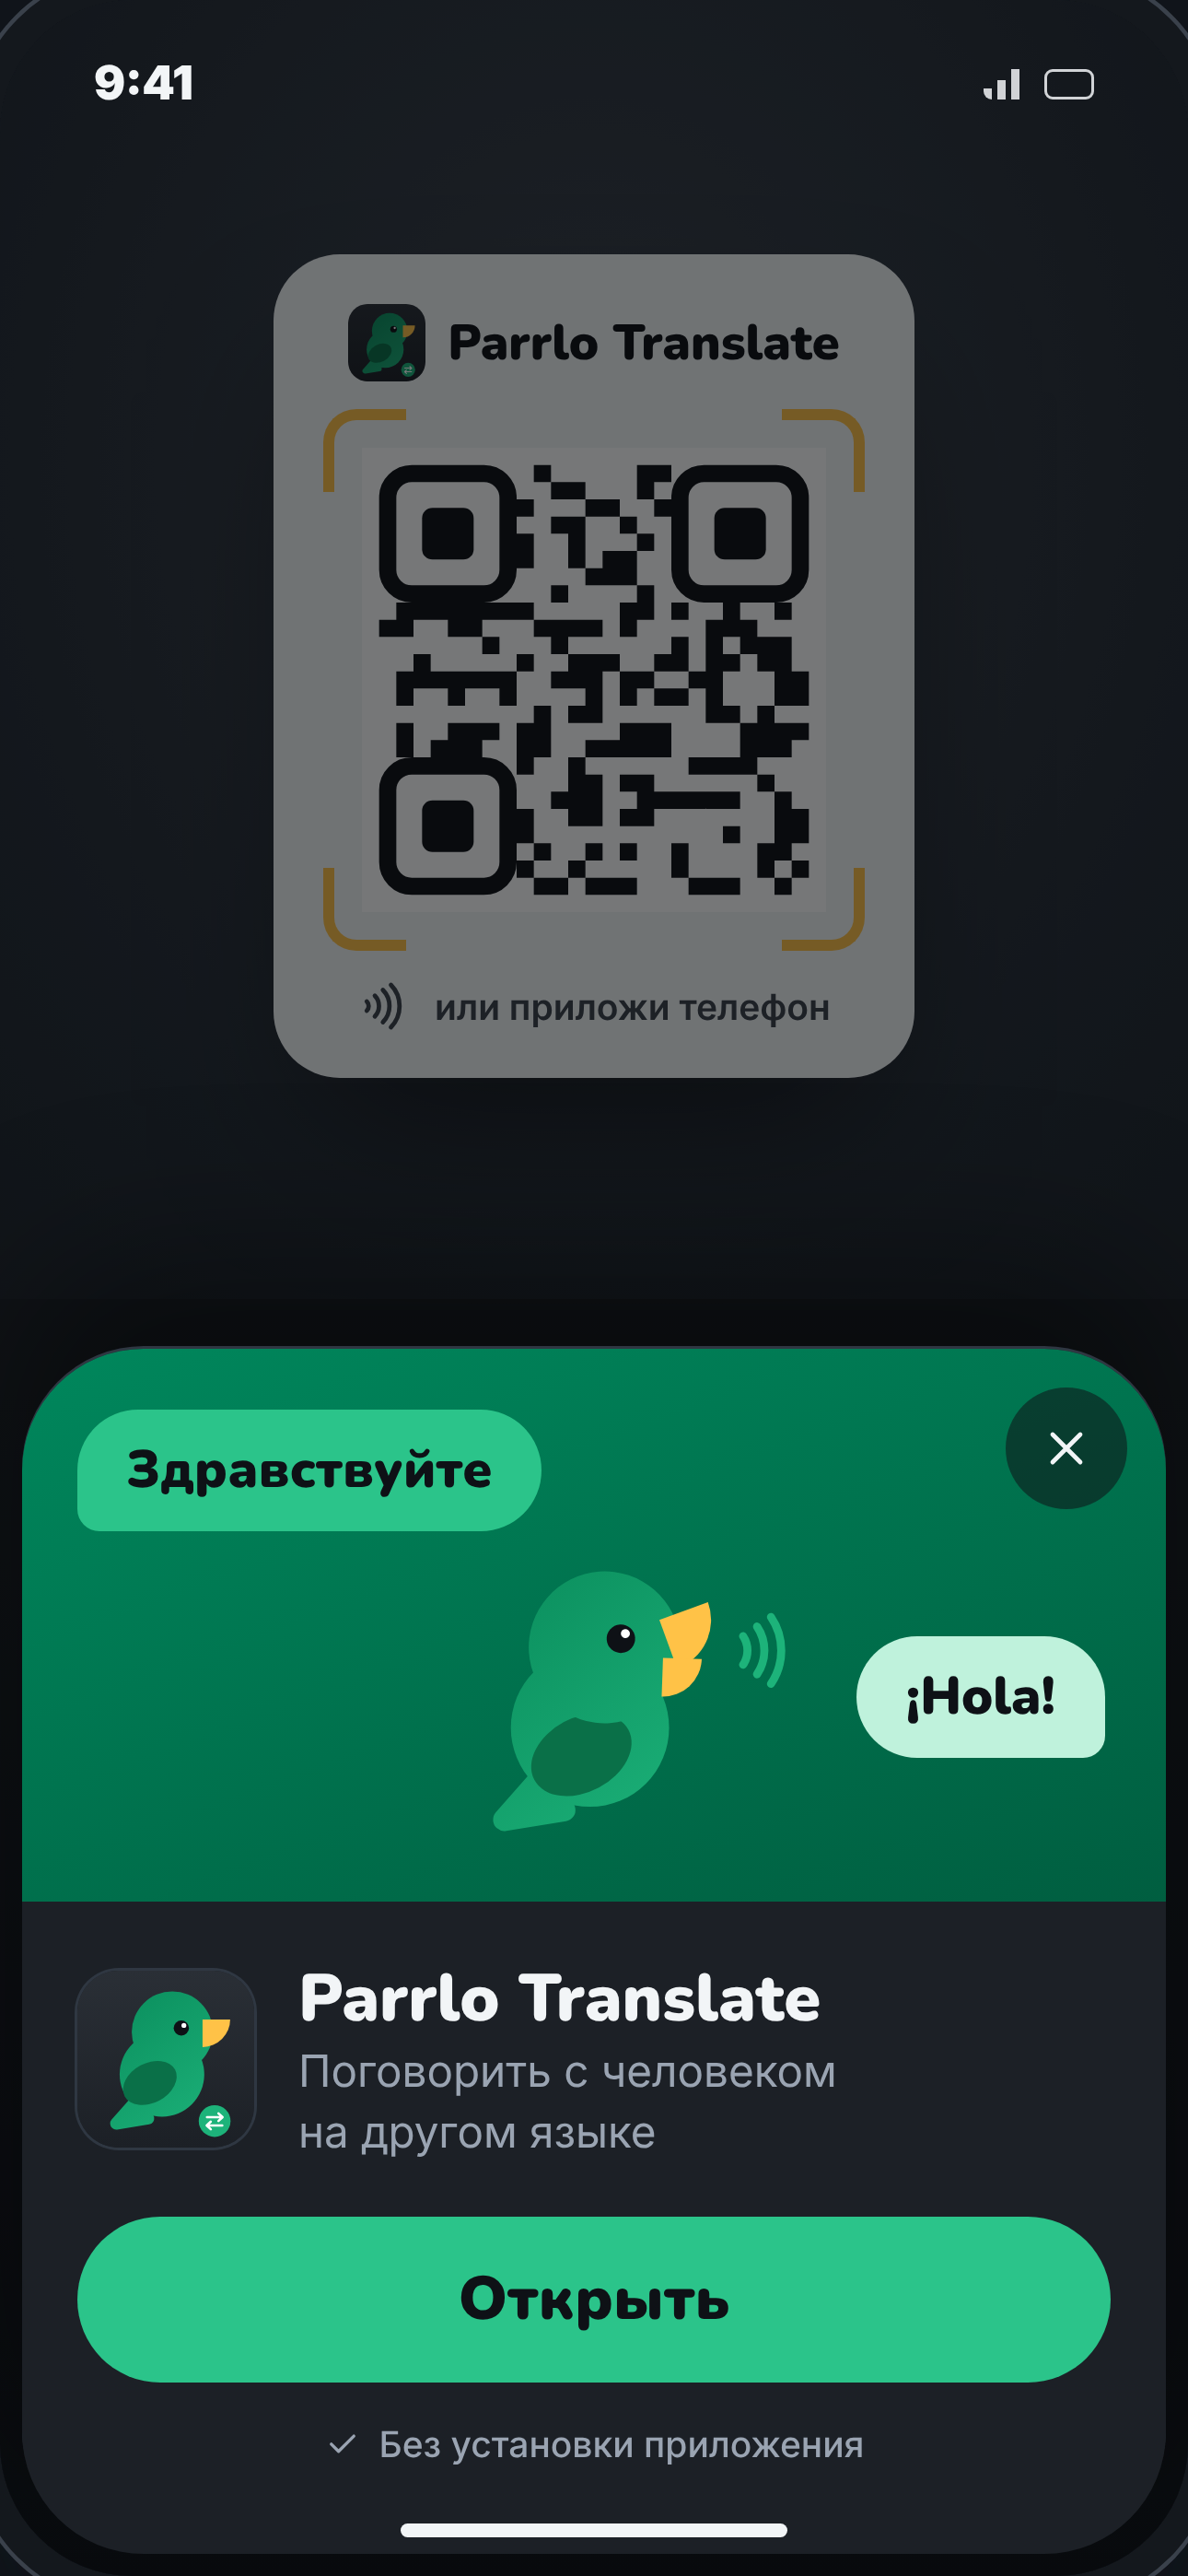 9:41
Parrlo Translate
или приложи телефон
Здравствуйте
¡Hola!
Parrlo Translate
Поговорить с человеком
на другом языке
Открыть
Без установки приложения